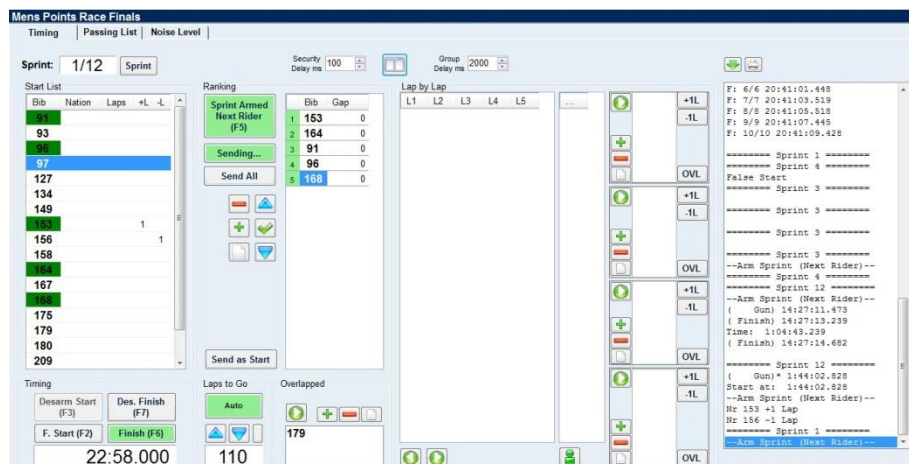 Mens Points Race Finals
Timing Passing List Noise Level
Sprint: 1/12 Sprint
Security Delay ms 100
Group Delay ms 2000
Start List
Bib Nation Laps +L -L
91
93
96
97
127
134
149
153 1
156 1
158
164
167
168
175
179
180
209
Ranking
Sprint Armed
Next Rider
(F5)
Sending...
Send All
Send as Start
Bib Gap
1 153 0
2 164 0
3 91 0
4 96 0
5 168 0
Lap by Lap
L1 L2 L3 L4 L5 ...
+1L
-1L
OVL
+1L
-1L
OVL
+1L
-1L
OVL
+1L
-1L
OVL
F: 6/6 20:41:01.448
F: 7/7 20:41:03.519
F: 8/8 20:41:05.518
F: 9/9 20:41:07.445
F: 10/10 20:41:09.428
======== Sprint 1 ========
======== Sprint 4 ========
False Start
======== Sprint 3 ========
======== Sprint 3 ========
======== Sprint 3 ========
======== Sprint 3 ========
--Arm Sprint (Next Rider)--
======== Sprint 4 ========
======== Sprint 12 ========
--Arm Sprint (Next Rider)--
( Gun) 14:27:11.473
( Finish) 14:27:13.239
Time: 1:04:43.239
( Finish) 14:27:14.682
======== Sprint 12 ========
( Gun)* 1:44:02.828
Start at: 1:44:02.828
--Arm Sprint (Next Rider)--
Nr 153 +1 Lap
Nr 156 -1 Lap
======== Sprint 1 ========
--Arm Sprint (Next Rider)--
Timing
Desarm Start
(F3)
Des. Finish
(F7)
F. Start (F2)
Finish (F6)
22:58.000
Laps to Go
Auto
110
Overlapped
179